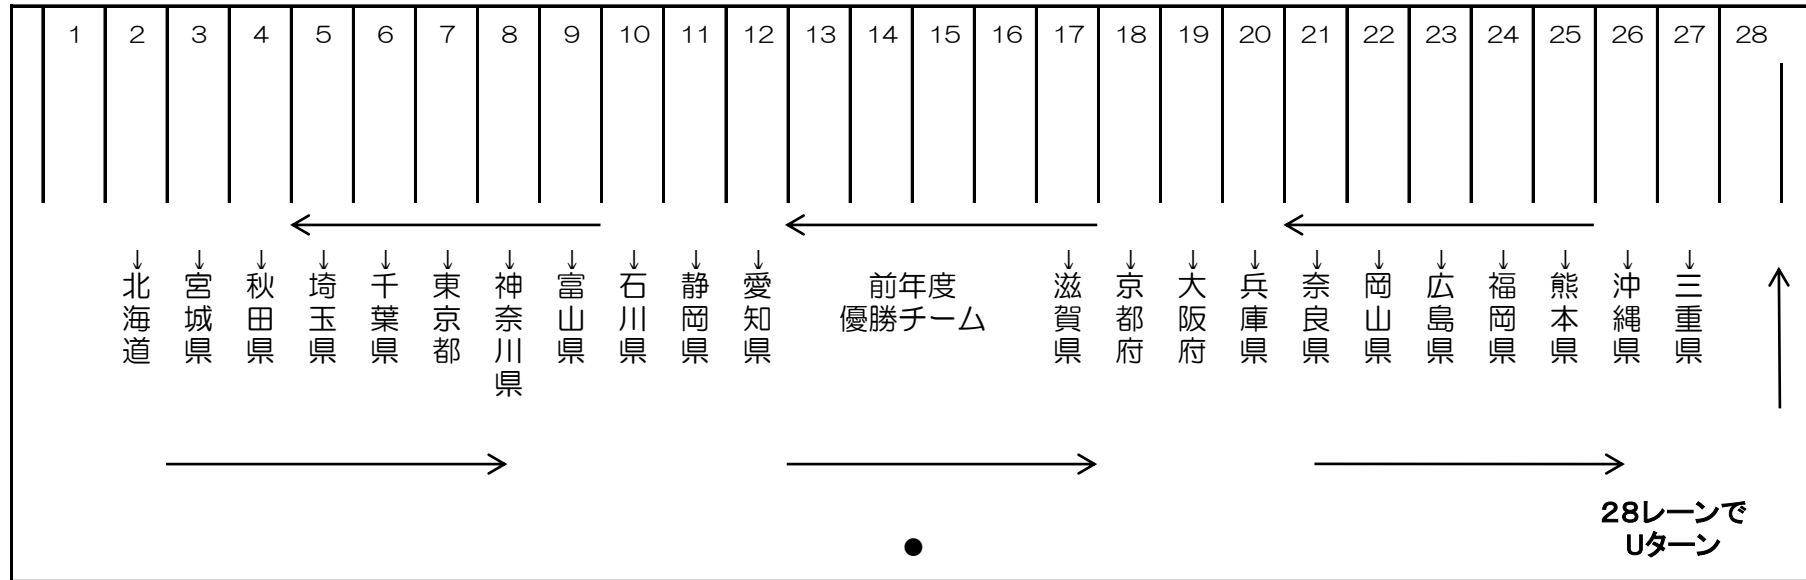 1 2 3 4 5 6 7 8 9 10 11 12 13 14 15 16 17 18 19 20 21 22 23 24 25 26 27 28
↓北海道
↓宮城県
↓秋田県
↓埼玉県
↓千葉県
↓東京都
↓神奈川県
↓富山県
↓石川県
↓静岡県
↓愛知県
前年度
優勝チーム
↓滋賀県
↓京都府
↓大阪府
↓兵庫県
↓奈良県
↓岡山県
↓広島県
↓福岡県
↓熊本県
↓沖縄県
↓三重県
28レーンで
Uターン